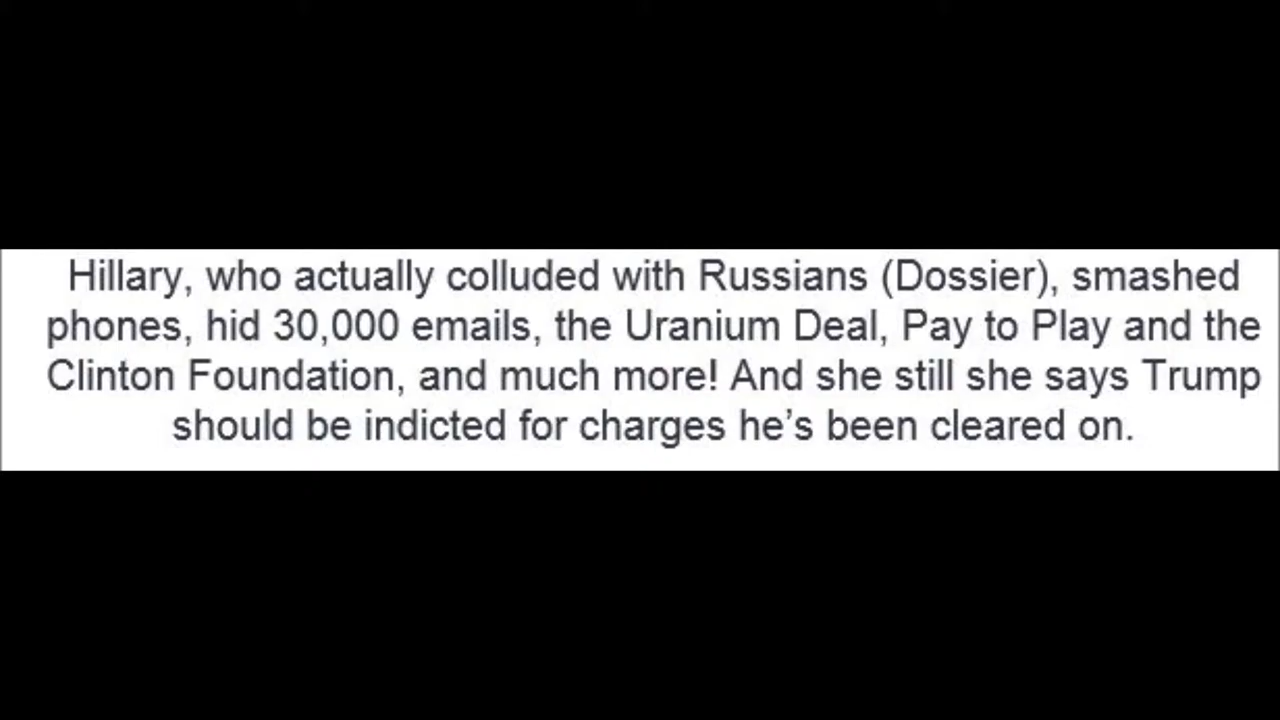 Hillary, who actually colluded with Russians (Dossier), smashed
phones, hid 30,000 emails, the Uranium Deal, Pay to Play and the
Clinton Foundation, and much more! And she still she says Trump
should be indicted for charges he’s been cleared on.